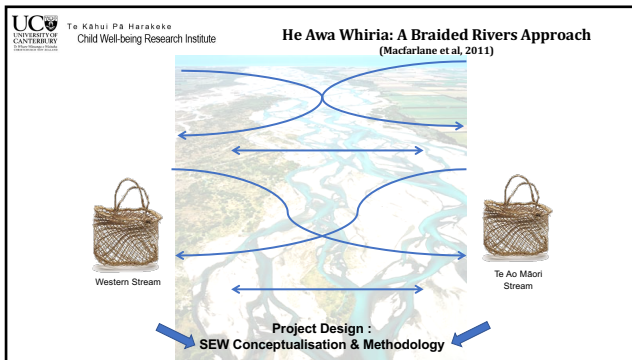 UC
UNIVERSITY OF
CANTERBURY
Te Kāhui Pā Harakeke
Child Well-being Research Institute
He Awa Whiria: A Braided Rivers Approach
(Macfarlane et al, 2011)
Western Stream
Te Ao Māori
Stream
Project Design :
SEW Conceptualisation & Methodology